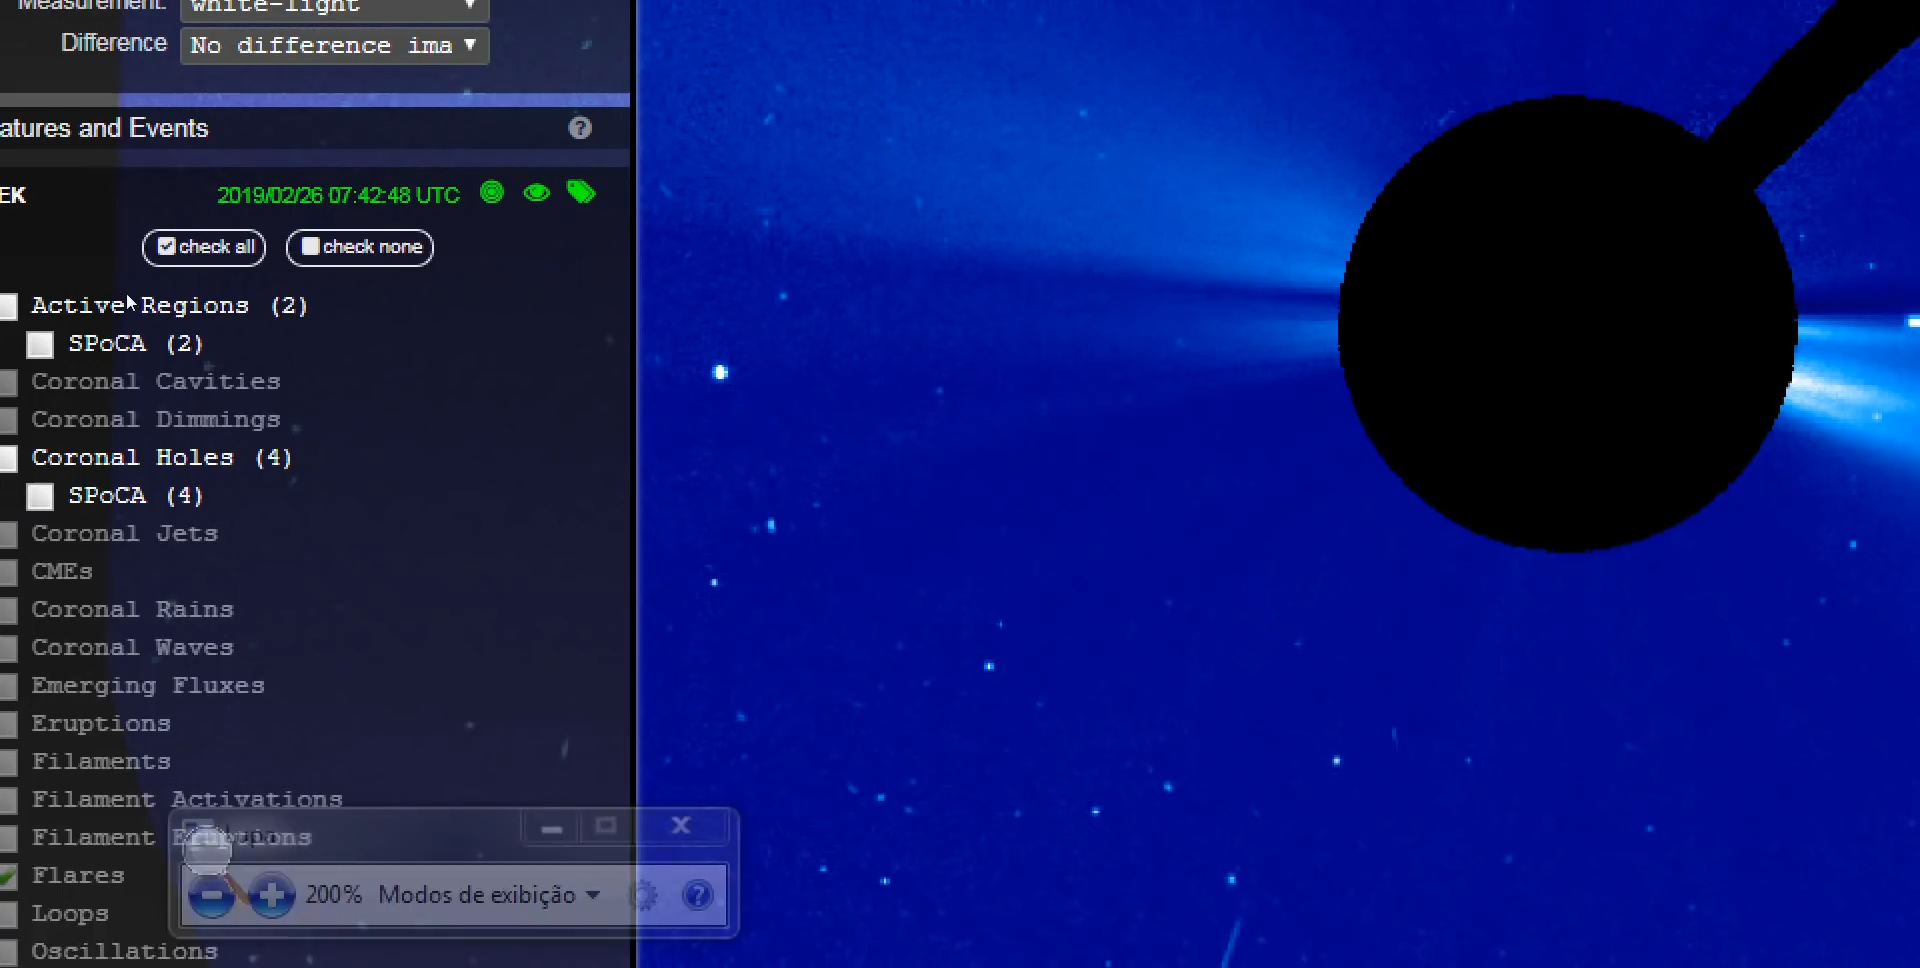 Measurement: white-light
Difference No difference ima
atures and Events
EK 2019/02/26 07:42:48 UTC
check all check none
Active Regions (2)
SPoCA (2)
Coronal Cavities
Coronal Dimmings
Coronal Holes (4)
SPoCA (4)
Coronal Jets
CMEs
Coronal Rains
Coronal Waves
Emerging Fluxes
Eruptions
Filaments
Filament Activations
Filament Eruptions
Flares
200% Modos de exibição
Loops
Oscillations